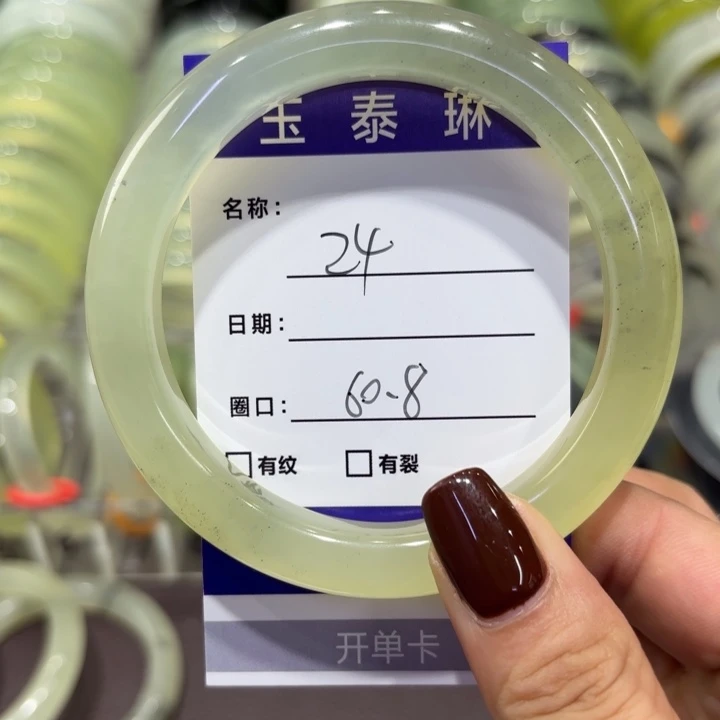 玉泰琳
名称: 24
日期:
圈口: 60-8
有纹 有裂
开单卡